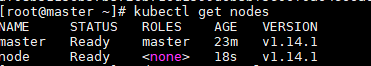 [root@master ~]# kubectl get nodes
NAME STATUS ROLES AGE VERSION
master Ready master 23m v1.14.1
node Ready <none> 18s v1.14.1